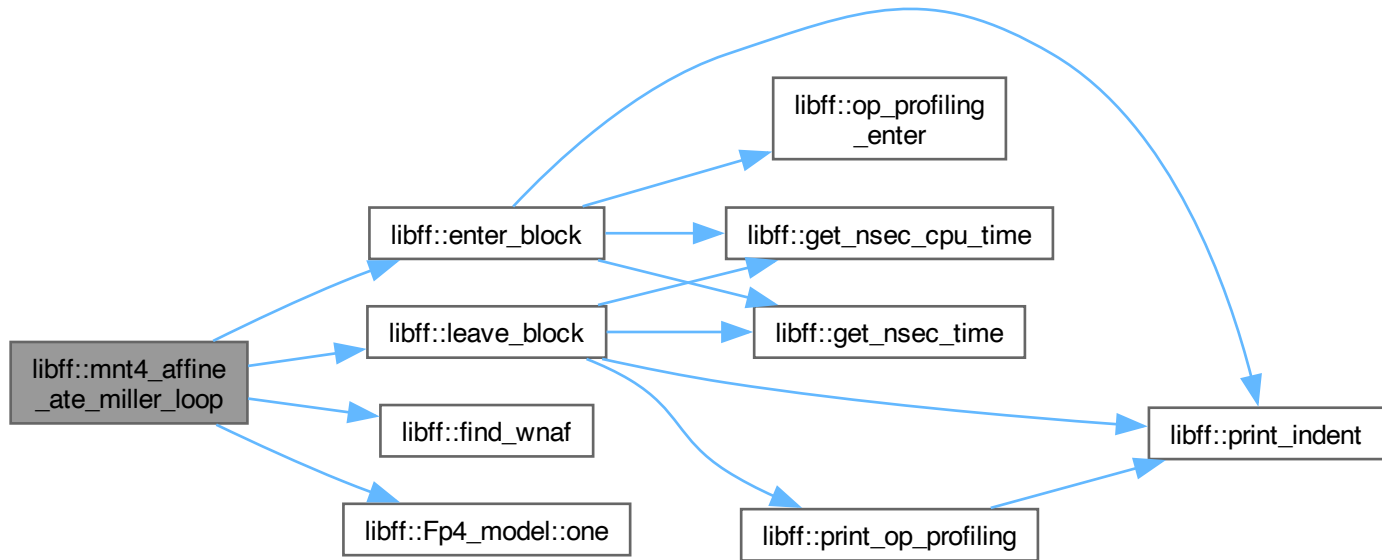 libff::mnt4_affine
_ate_miller_loop
libff::enter_block
libff::leave_block
libff::find_wnaf
libff::Fp4_model::one
libff::op_profiling
_enter
libff::get_nsec_cpu_time
libff::get_nsec_time
libff::print_op_profiling
libff::print_indent